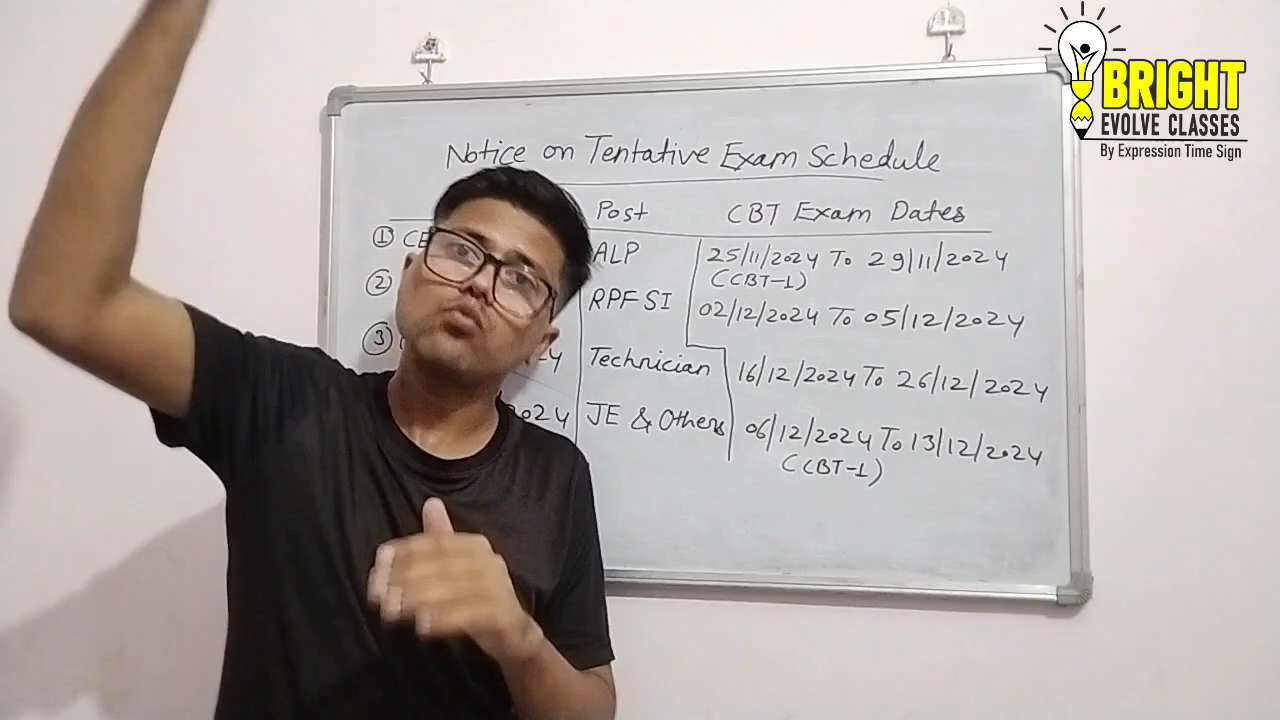 BRIGHT
EVOLVE CLASSES
By Expression Time Sign
Notice on Tentative Exam Schedule
Post CBT Exam Dates
① CE ALP 25/11/2024 To 29/11/2024
(CBT-1)
② RPF SI 02/12/2024 To 05/12/2024
③ Technician 16/12/2024 To 26/12/2024
2024 JE & Others 06/12/2024 To 13/12/2024
(CBT-1)